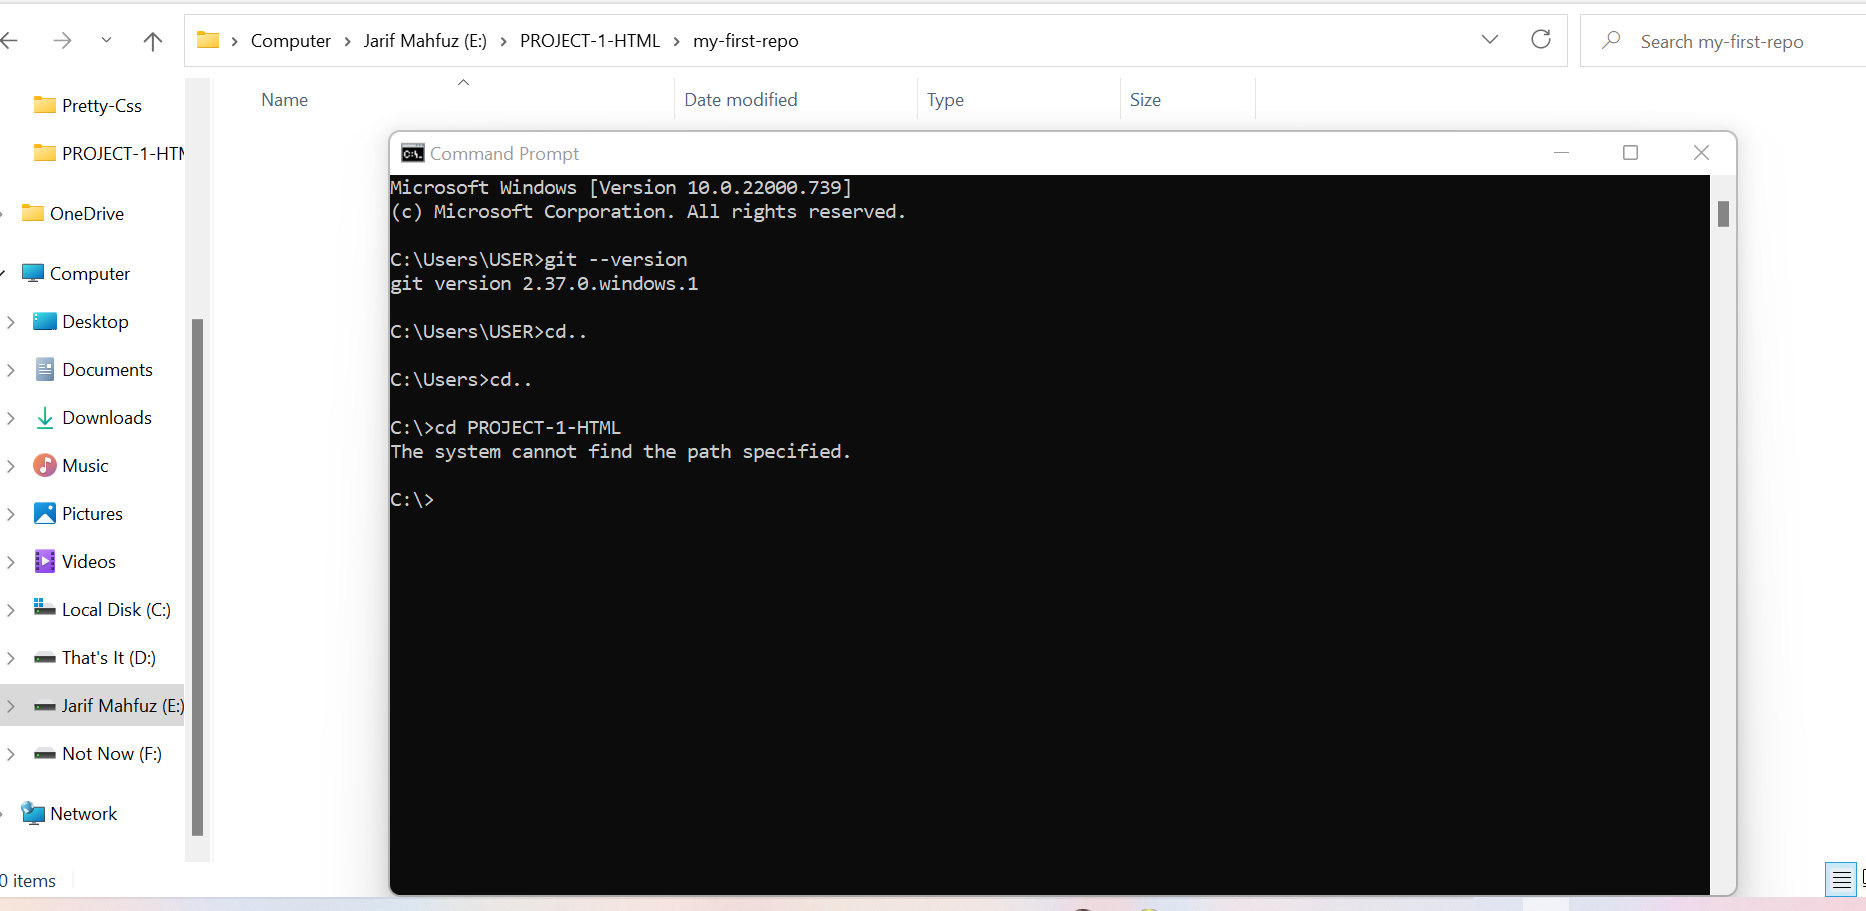 Computer › Jarif Mahfuz (E:) › PROJECT-1-HTML › my-first-repo
Search my-first-repo
Name
Date modified
Type
Size
Pretty-Css
PROJECT-1-HTM
OneDrive
Computer
Desktop
Documents
Downloads
Music
Pictures
Videos
Local Disk (C:)
That's It (D:)
Jarif Mahfuz (E:)
Not Now (F:)
Network
0 items
C:\.
Command Prompt
Microsoft Windows [Version 10.0.22000.739]
(c) Microsoft Corporation. All rights reserved.
C:\Users\USER>git --version
git version 2.37.0.windows.1
C:\Users\USER>cd..
C:\Users>cd..
C:\>cd PROJECT-1-HTML
The system cannot find the path specified.
C:\>